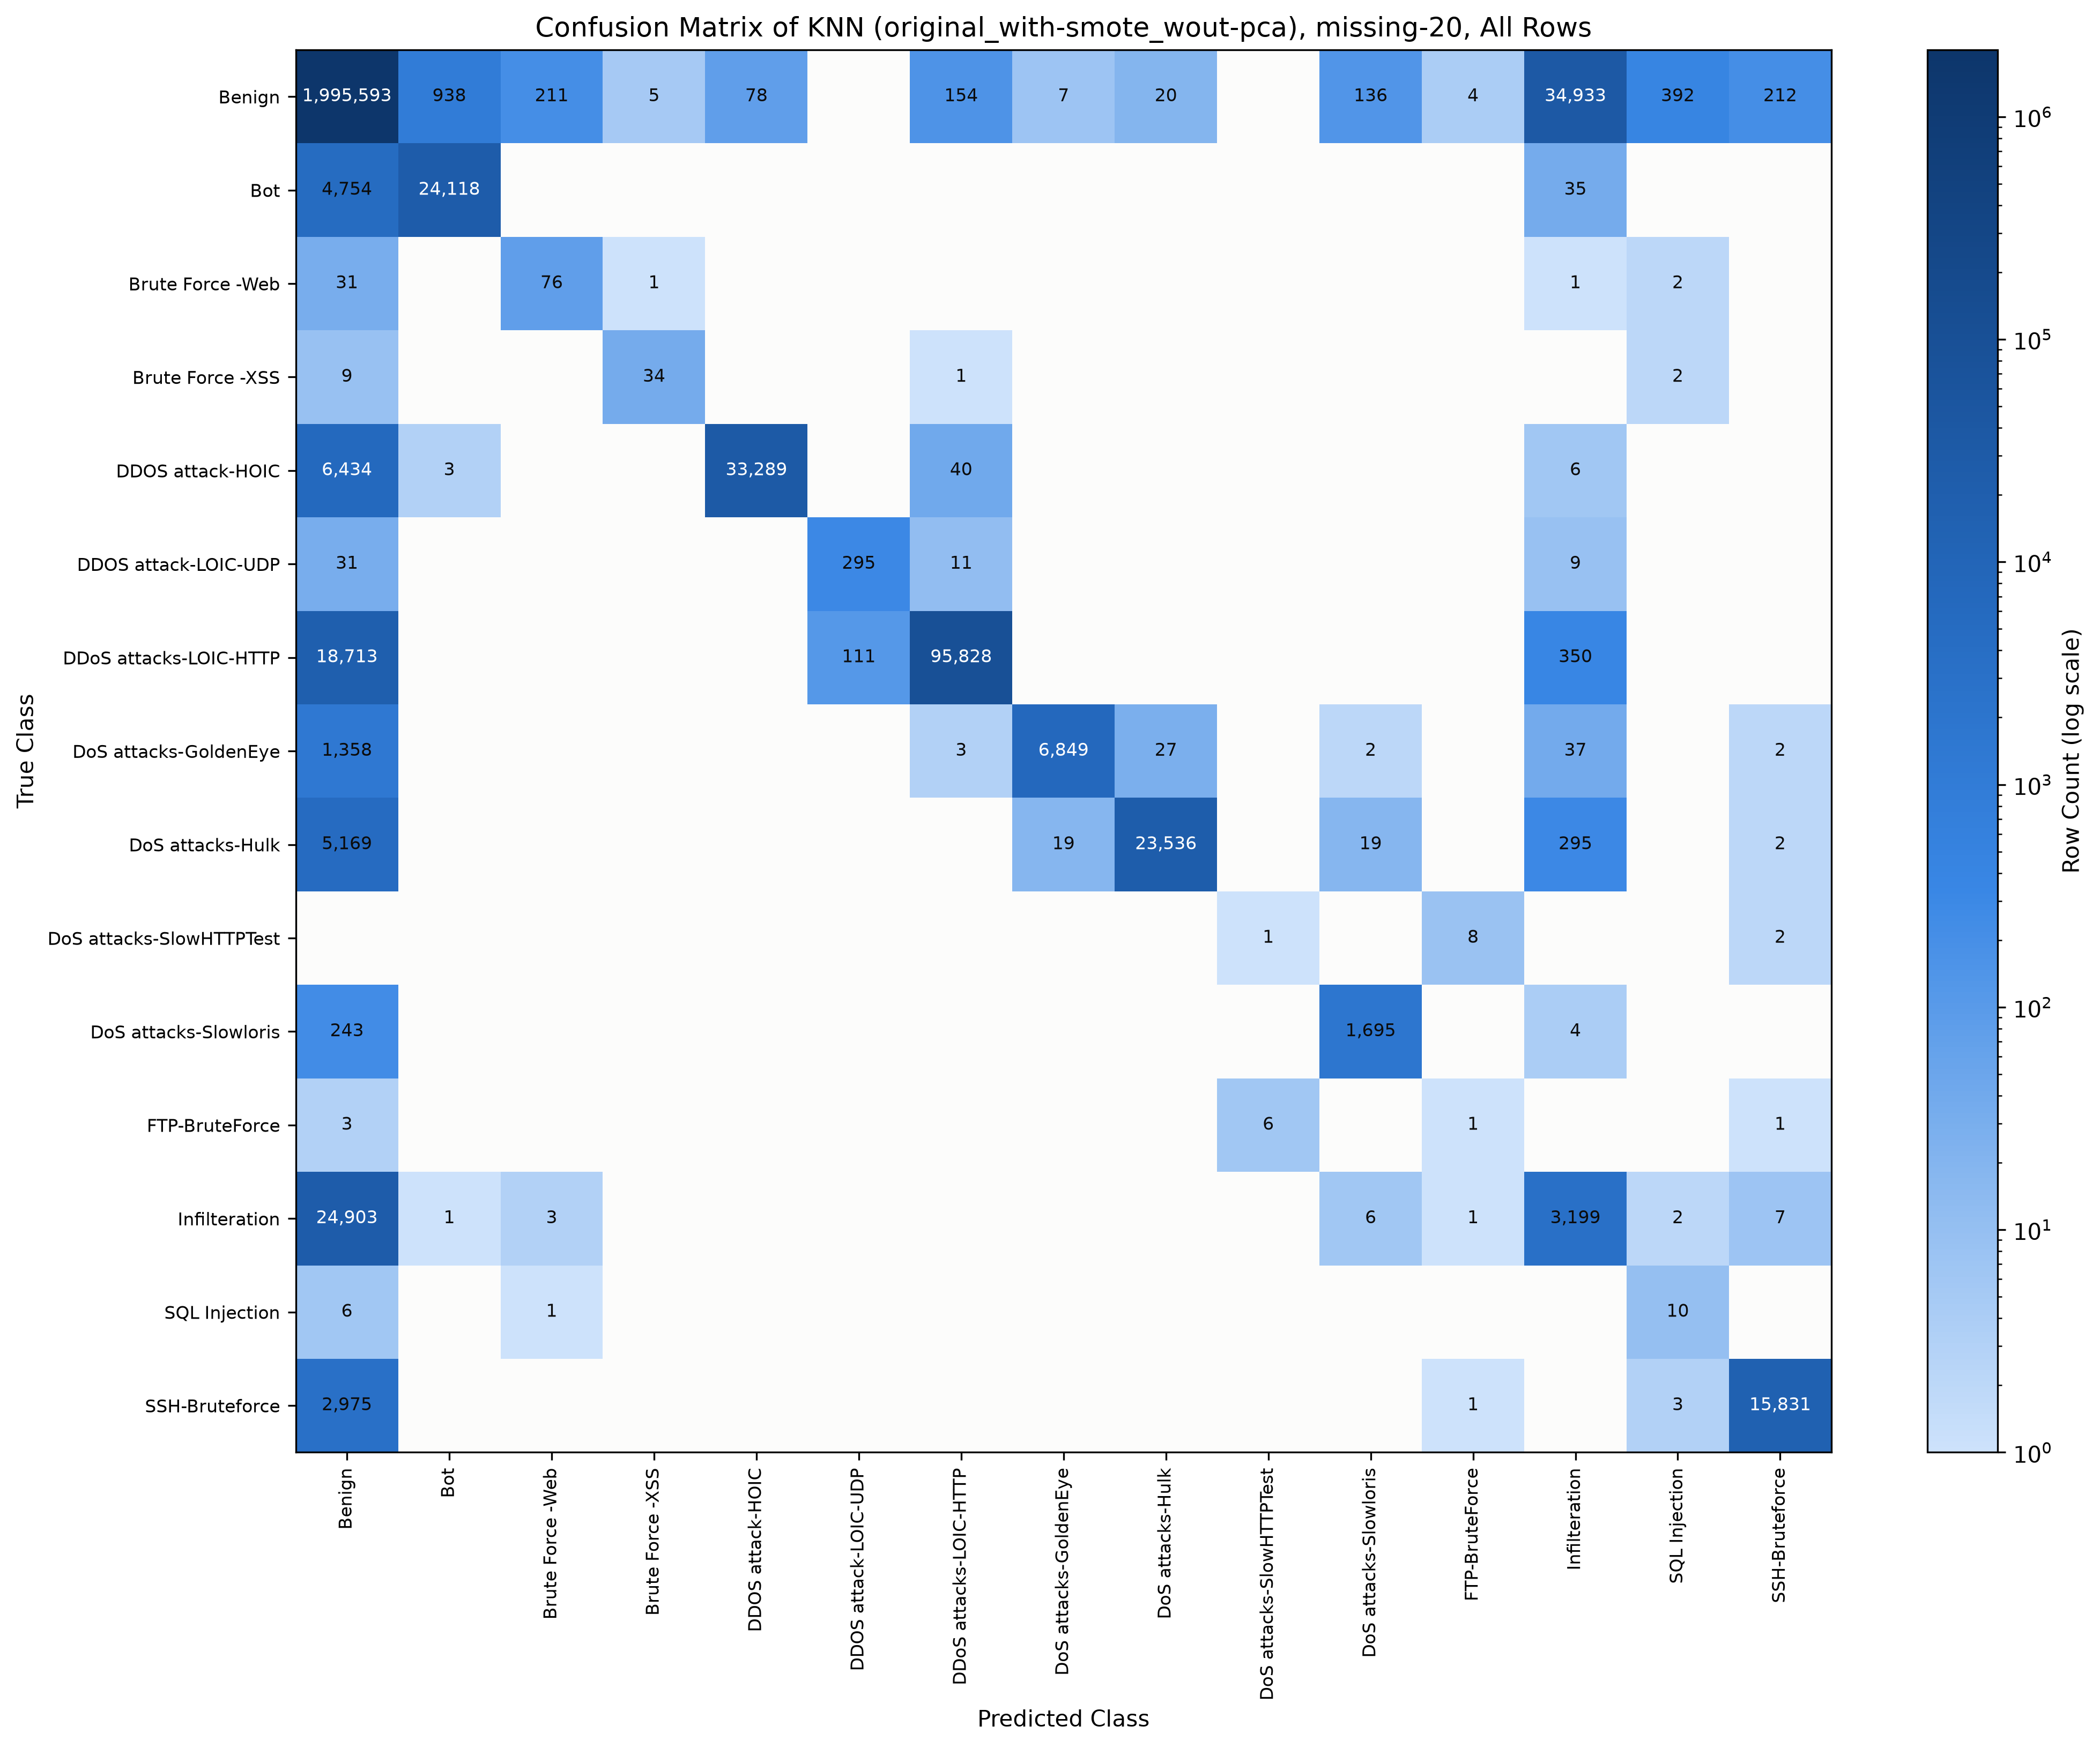 Confusion Matrix of KNN (original_with-smote_wout-pca), missing-20, All Rows
Benign 1,995,593 938 211 5 78 154 7 20 136 4 34,933 392 212
Bot 4,754 24,118 35
Brute Force -Web 31 76 1 1 2
Brute Force -XSS 9 34 1 2
DDOS attack-HOIC 6,434 3 33,289 40 6
DDOS attack-LOIC-UDP 31 295 11 9
DDoS attacks-LOIC-HTTP 18,713 111 95,828 350
DoS attacks-GoldenEye 1,358 3 6,849 27 2 37 2
DoS attacks-Hulk 5,169 19 23,536 19 295 2
DoS attacks-SlowHTTPTest 1 8 2
DoS attacks-Slowloris 243 1,695 4
FTP-BruteForce 3 6 1 1
Infilteration 24,903 1 3 6 1 3,199 2 7
SQL Injection 6 1 10
SSH-Bruteforce 2,975 1 3 15,831
True Class
Benign
Bot
Brute Force -Web
Brute Force -XSS
DDOS attack-HOIC
DDOS attack-LOIC-UDP
DDoS attacks-LOIC-HTTP
DoS attacks-GoldenEye
DoS attacks-Hulk
DoS attacks-SlowHTTPTest
DoS attacks-Slowloris
FTP-BruteForce
Infilteration
SQL Injection
SSH-Bruteforce
Predicted Class
10⁶
10⁵
10⁴
10³
10²
10¹
10⁰
Row Count (log scale)